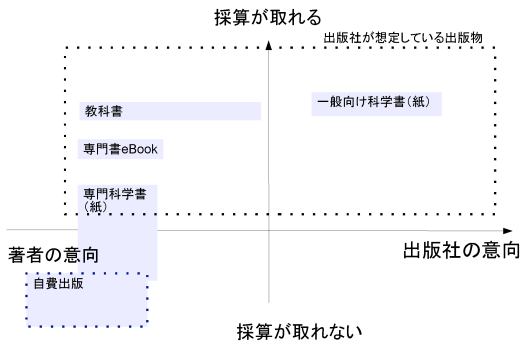 採算が取れる
出版社が想定している出版物
一般向け科学書（紙）
教科書
専門書eBook
専門科学書
（紙）
著者の意向
出版社の意向
自費出版
採算が取れない